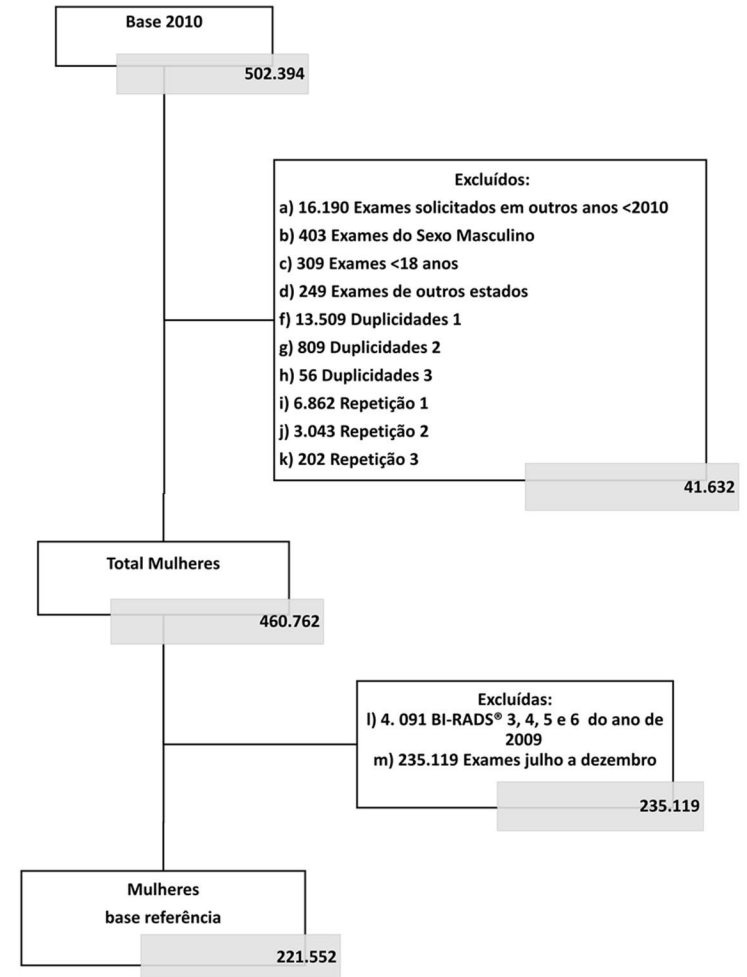 Base 2010
502.394
Excluídos:
a) 16.190 Exames solicitados em outros anos <2010
b) 403 Exames do Sexo Masculino
c) 309 Exames <18 anos
d) 249 Exames de outros estados
f) 13.509 Duplicidades 1
g) 809 Duplicidades 2
h) 56 Duplicidades 3
i) 6.862 Repetição 1
j) 3.043 Repetição 2
k) 202 Repetição 3
41.632
Total Mulheres
460.762
Excluídas:
l) 4. 091 BI-RADS® 3, 4, 5 e 6 do ano de
2009
m) 235.119 Exames julho a dezembro
235.119
Mulheres
base referência
221.552